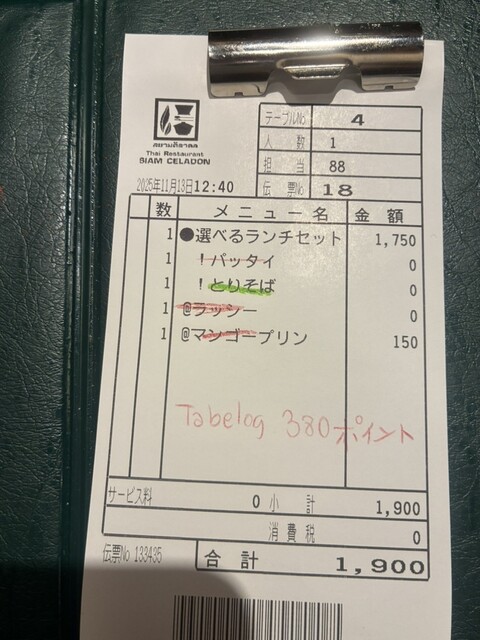 สยามศิลาดล
Thai Restaurant
SIAM CELADON
テーブルNo 4
人 数 1
担 当 88
2025年11月13日12:40
伝 票No 18
数 メニュー名 金 額
1 ●選べるランチセット 1,750
1 !パッタイ 0
1 !とりそば 0
1 @ラッシー 0
1 @マンゴープリン 150
Tabelog 380ポイント
サービス料 0 小 計 1,900
消費税 0
伝票No 133435 合 計 1,900